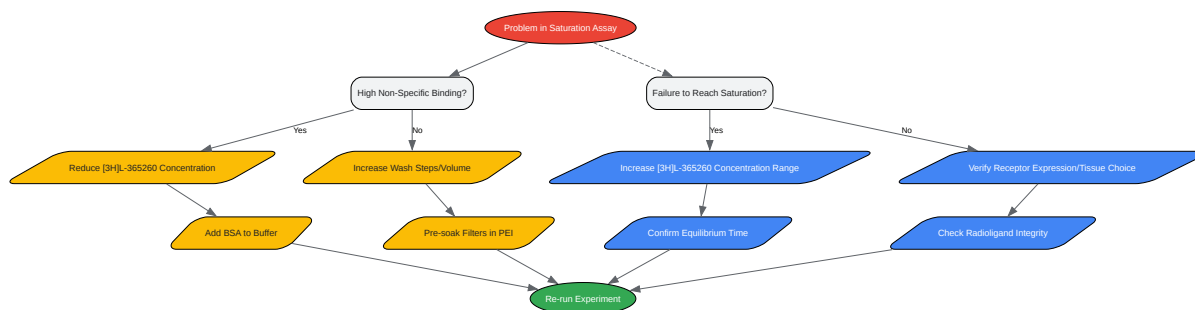 Problem in Saturation Assay
High Non-Specific Binding?
Failure to Reach Saturation?
Yes
No
Yes
No
Reduce [3H]L-365260 Concentration
Increase Wash Steps/Volume
Increase [3H]L-365260 Concentration Range
Verify Receptor Expression/Tissue Choice
Add BSA to Buffer
Pre-soak Filters in PEI
Confirm Equilibrium Time
Check Radioligand Integrity
Re-run Experiment